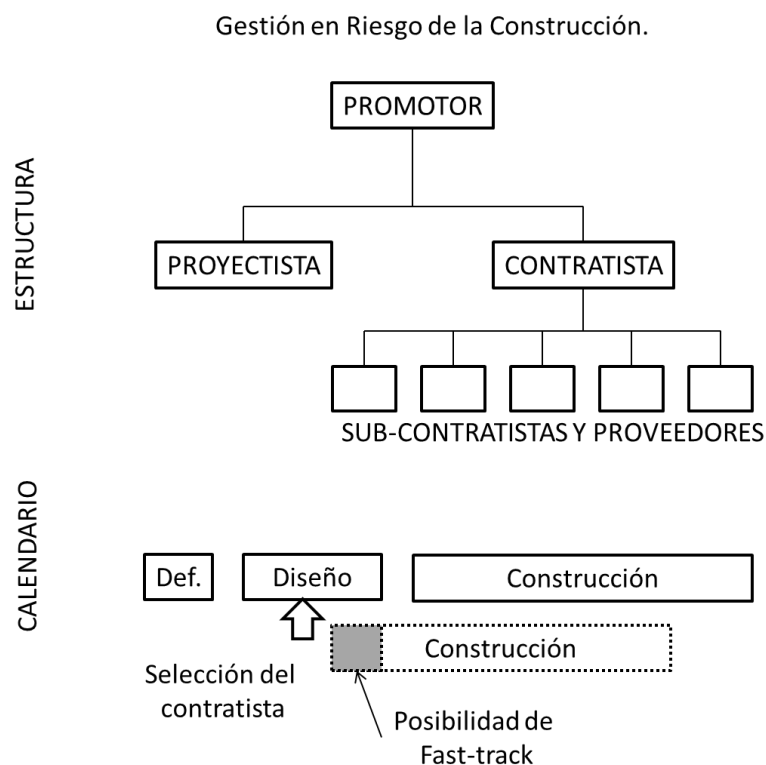 Gestión en Riesgo de la Construcción.
ESTRUCTURA
PROMOTOR
PROYECTISTA
CONTRATISTA
SUB-CONTRATISTAS Y PROVEEDORES
CALENDARIO
Def.
Diseño
Construcción
Construcción
Selección del
contratista
Posibilidad de
Fast-track